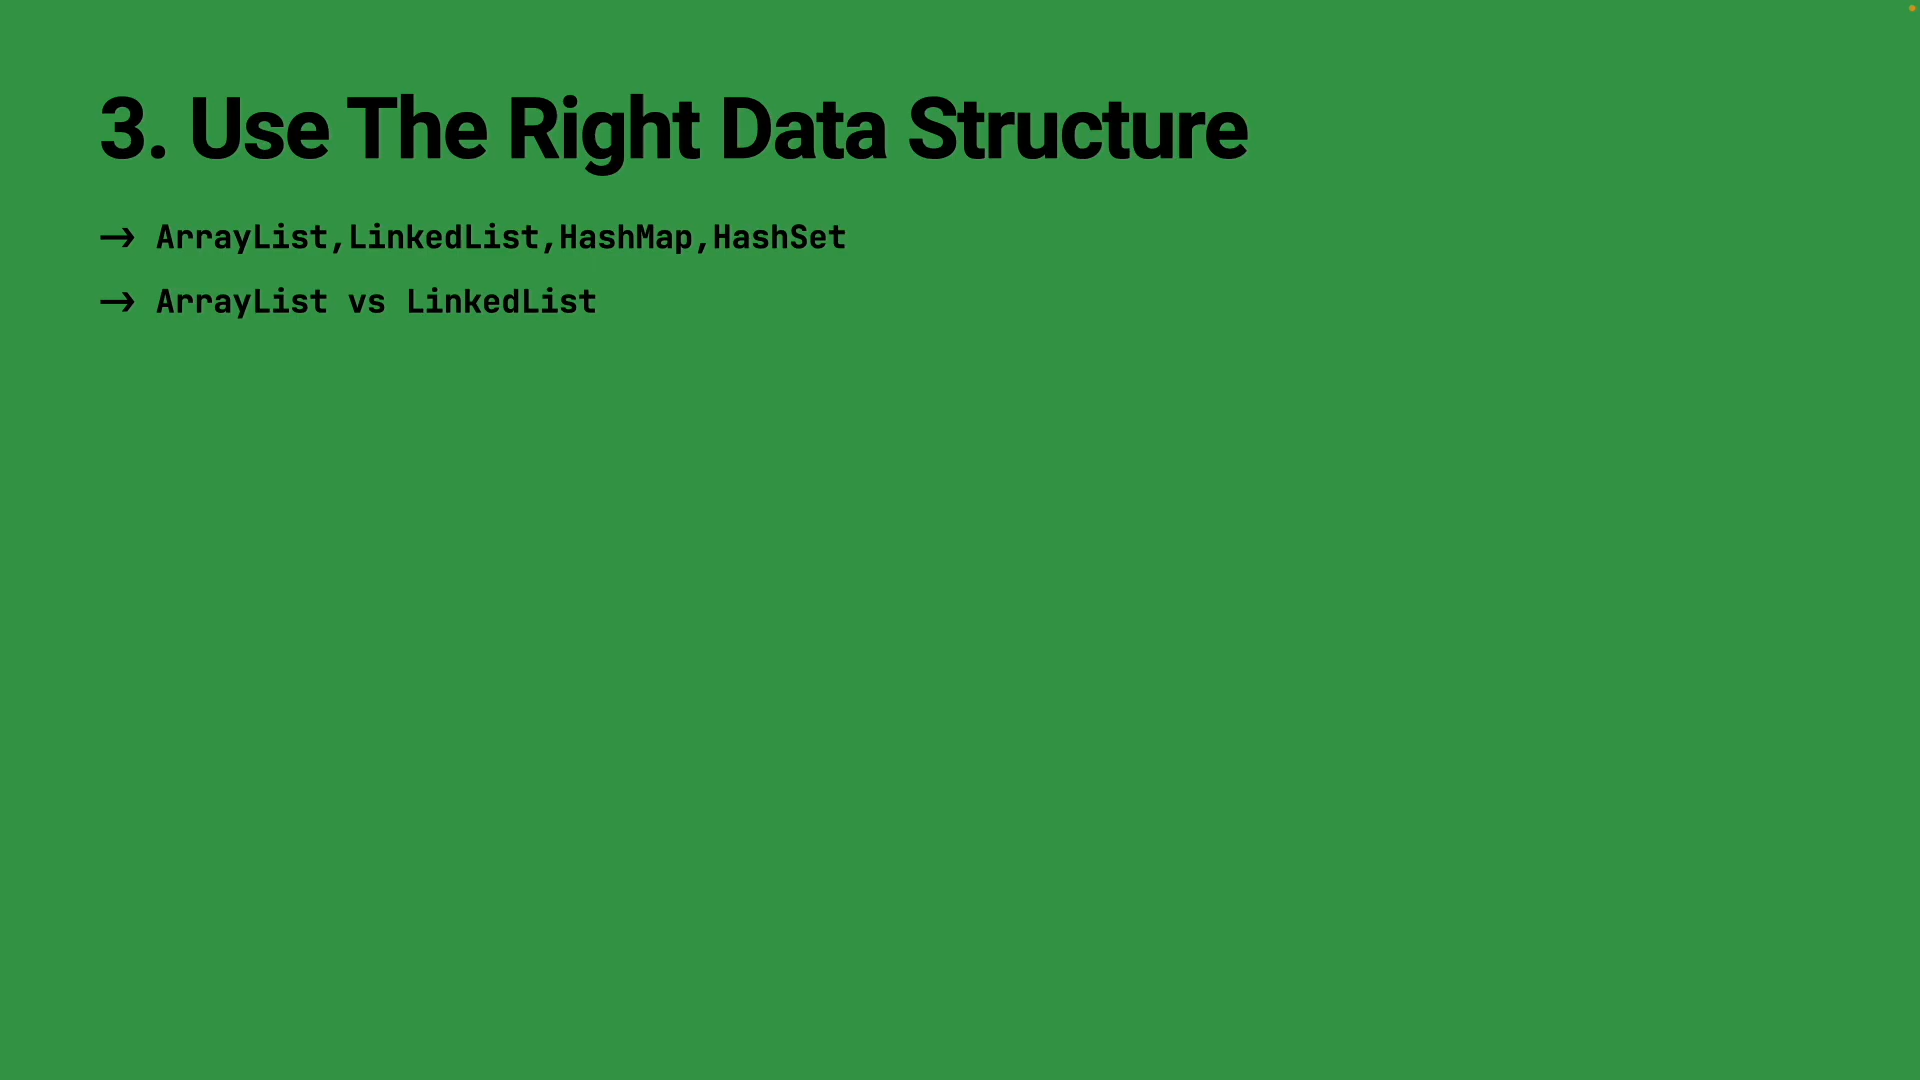 3. Use The Right Data Structure
→ ArrayList,LinkedList,HashMap,HashSet
→ ArrayList vs LinkedList